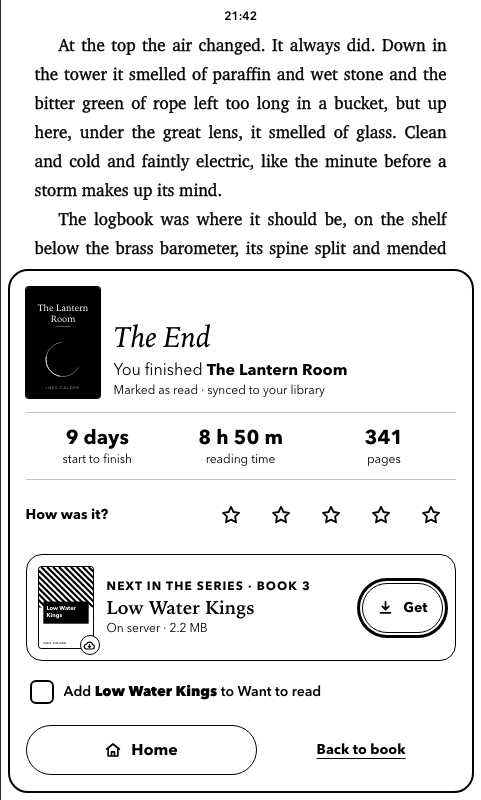 21:42
At the top the air changed. It always did. Down in
the tower it smelled of paraffin and wet stone and the
bitter green of rope left too long in a bucket, but up
here, under the great lens, it smelled of glass. Clean
and cold and faintly electric, like the minute before a
storm makes up its mind.
The logbook was where it should be, on the shelf
below the brass barometer, its spine split and mended
The Lantern
Room
INES CALDER
The End
You finished The Lantern Room
Marked as read · synced to your library
9 days
start to finish
8 h 50 m
reading time
341
pages
How was it?
Low Water
Kings
INES CALDER
NEXT IN THE SERIES · BOOK 3
Low Water Kings
On server · 2.2 MB
Get
Add Low Water Kings to Want to read
Home
Back to book